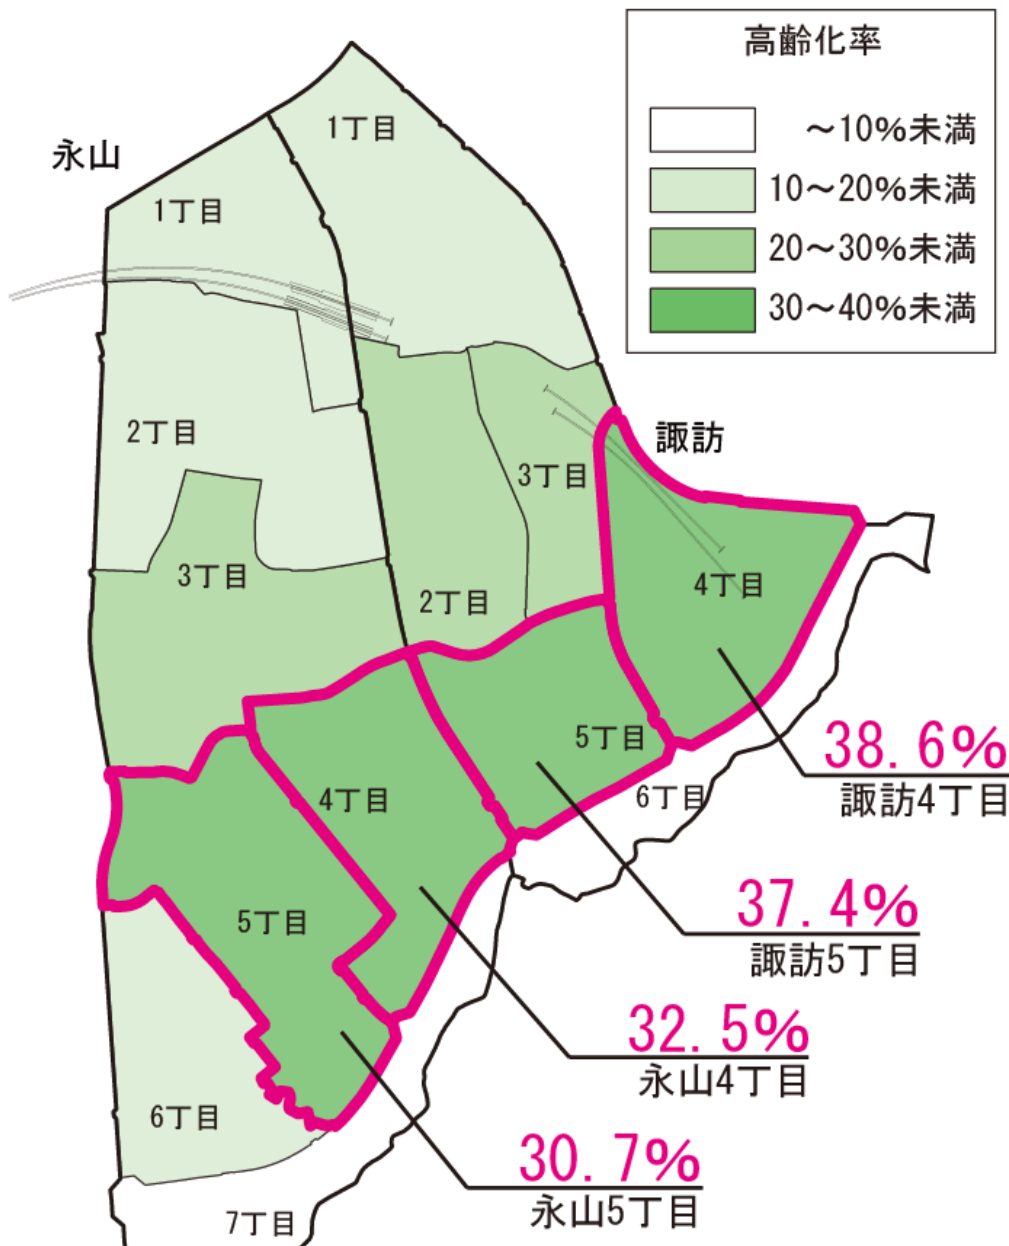 高齢化率
～10%未満
10～20%未満
20～30%未満
30～40%未満
永山
1丁目
1丁目
2丁目
諏訪
3丁目
3丁目
2丁目
4丁目
5丁目
4丁目
6丁目
38.6%
諏訪4丁目
5丁目
37.4%
諏訪5丁目
32.5%
永山4丁目
6丁目
30.7%
永山5丁目
7丁目